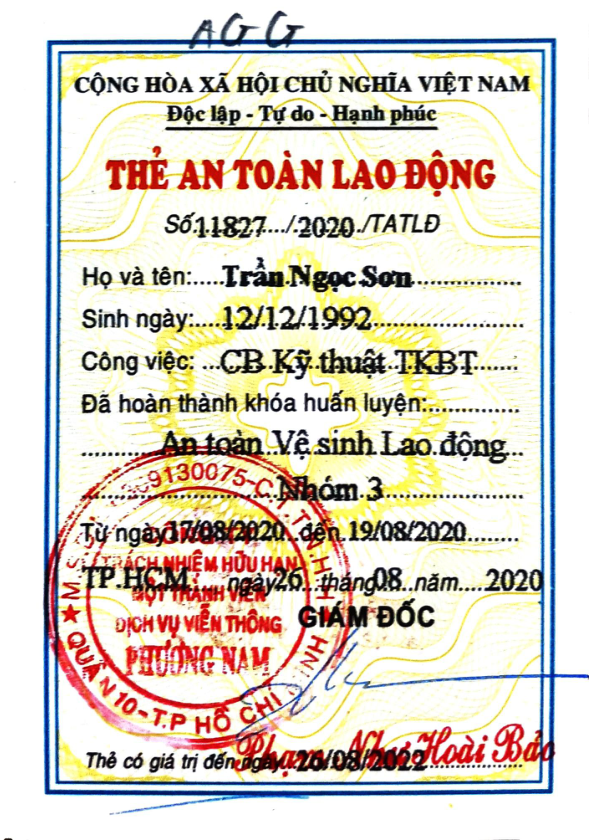 AGG
CỘNG HÒA XÃ HỘI CHỦ NGHĨA VIỆT NAM
Độc lập - Tự do - Hạnh phúc
THẺ AN TOÀN LAO ĐỘNG
Số 11827 / 2020 /TATLĐ
Họ và tên: Trần Ngọc Sơn
Sinh ngày: 12/12/1992
Công việc: CB Kỹ thuật TKBT
Đã hoàn thành khóa huấn luyện:
An toàn Vệ sinh Lao động
Nhóm 3
Từ ngày 17/08/2020 đến 19/08/2020
TP.HCM ngày 26 tháng 08 năm 2020
GIÁM ĐỐC
TRÁCH NHIỆM HỮU HẠN
MỘT THÀNH VIÊN
DỊCH VỤ VIỄN THÔNG
PHƯƠNG NAM
QUẬN 10 - T.P HỒ CHÍ MINH
Hoài Bảo
Thẻ có giá trị đến ngày 26/08/2022